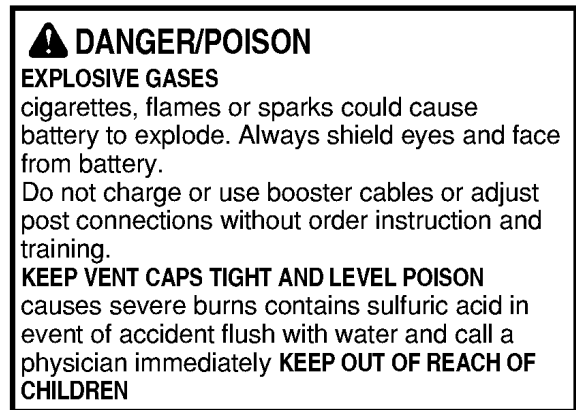 DANGER/POISON
EXPLOSIVE GASES
cigarettes, flames or sparks could cause
battery to explode. Always shield eyes and face
from battery.
Do not charge or use booster cables or adjust
post connections without order instruction and
training.
KEEP VENT CAPS TIGHT AND LEVEL POISON
causes severe burns contains sulfuric acid in
event of accident flush with water and call a
physician immediately KEEP OUT OF REACH OF
CHILDREN